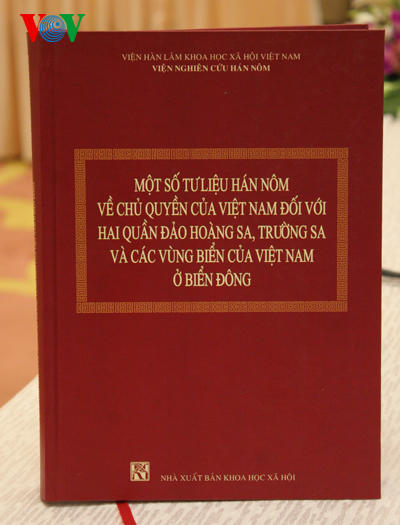 VOV
VIỆN HÀN LÂM KHOA HỌC XÃ HỘI VIỆT NAM
VIỆN NGHIÊN CỨU HÁN NÔM
MỘT SỐ TƯ LIỆU HÁN NÔM
VỀ CHỦ QUYỀN CỦA VIỆT NAM ĐỐI VỚI
HAI QUẦN ĐẢO HOÀNG SA, TRƯỜNG SA
VÀ CÁC VÙNG BIỂN CỦA VIỆT NAM
Ở BIỂN ĐÔNG
NHÀ XUẤT BẢN KHOA HỌC XÃ HỘI